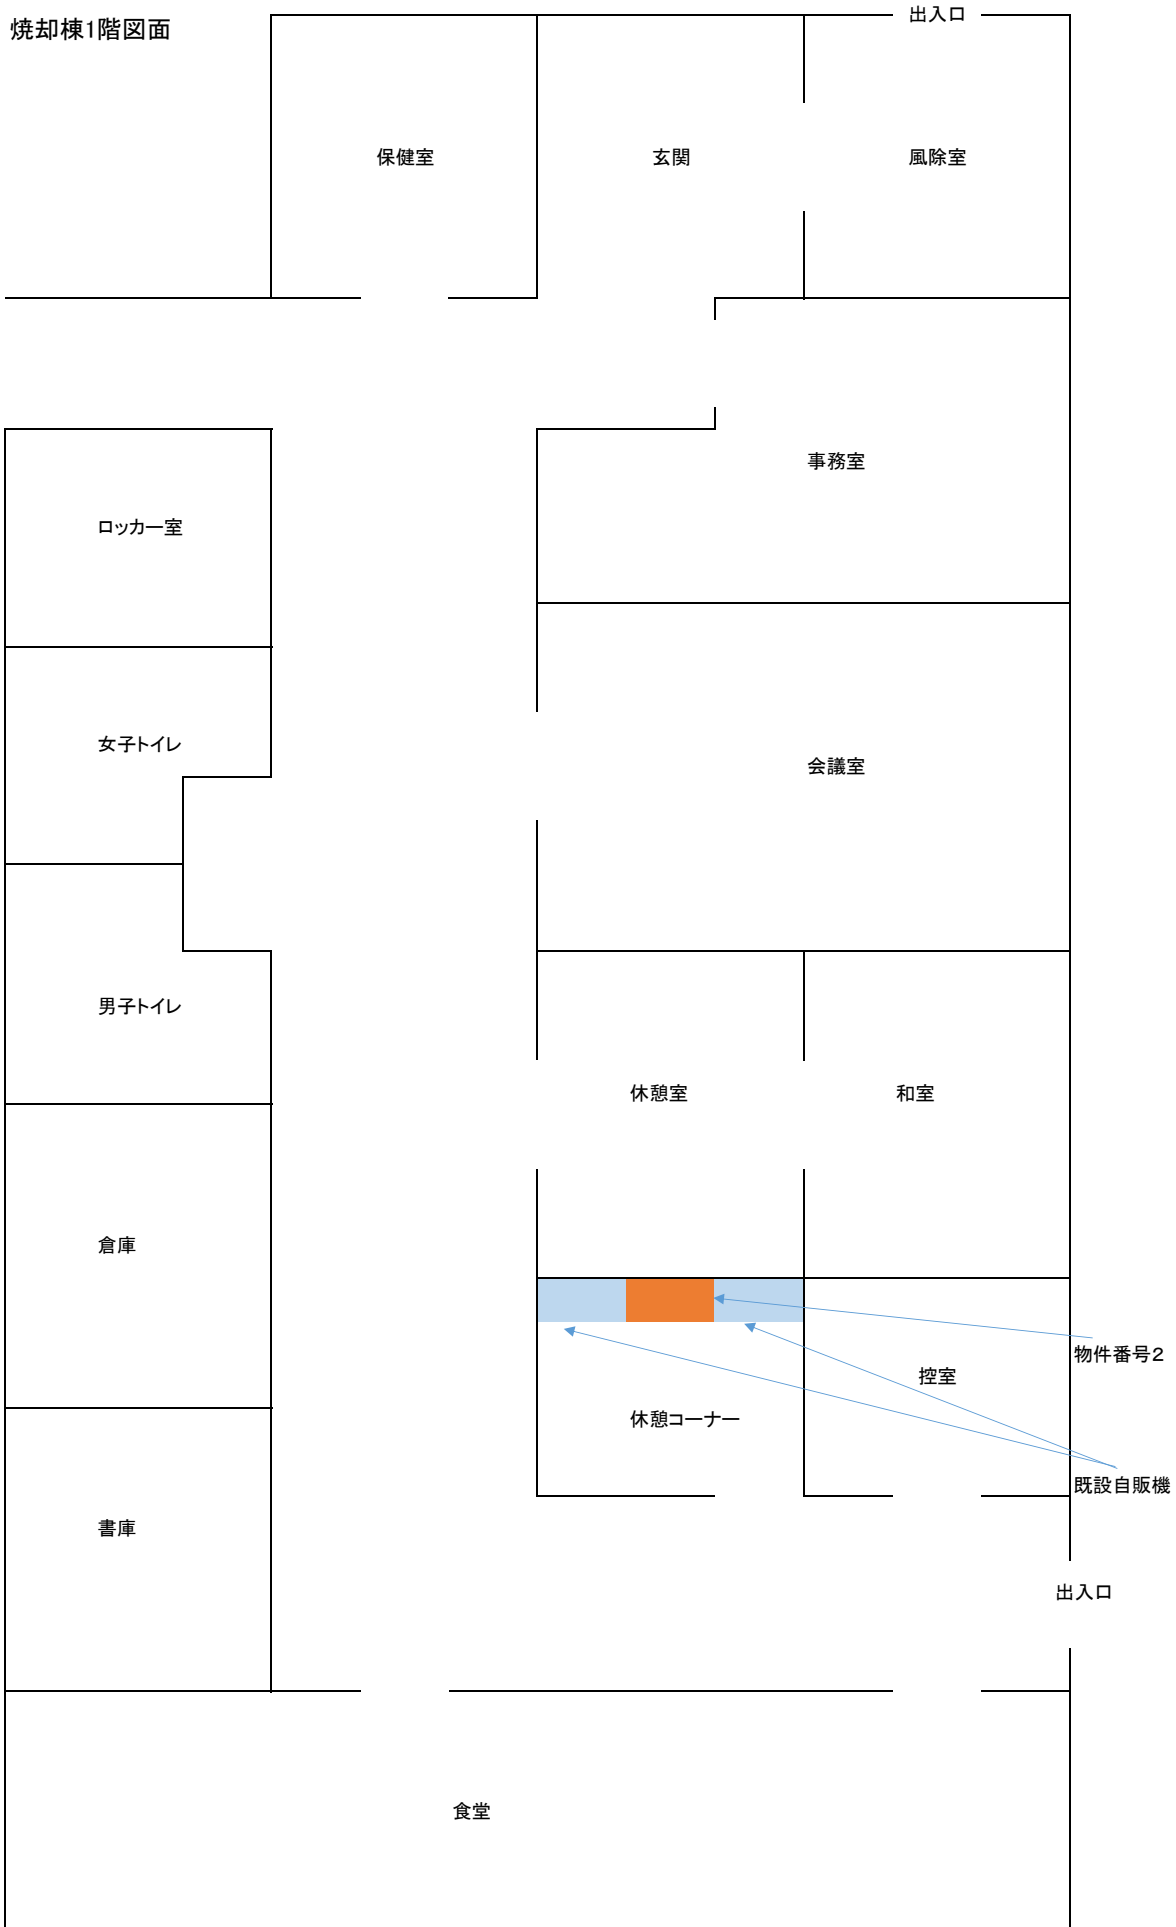 出入口
焼却棟1階図面
保健室
玄関
風除室
事務室
ロッカー室
女子トイレ
会議室
男子トイレ
休憩室
和室
倉庫
物件番号2
控室
休憩コーナー
既設自販機
書庫
出入口
食堂